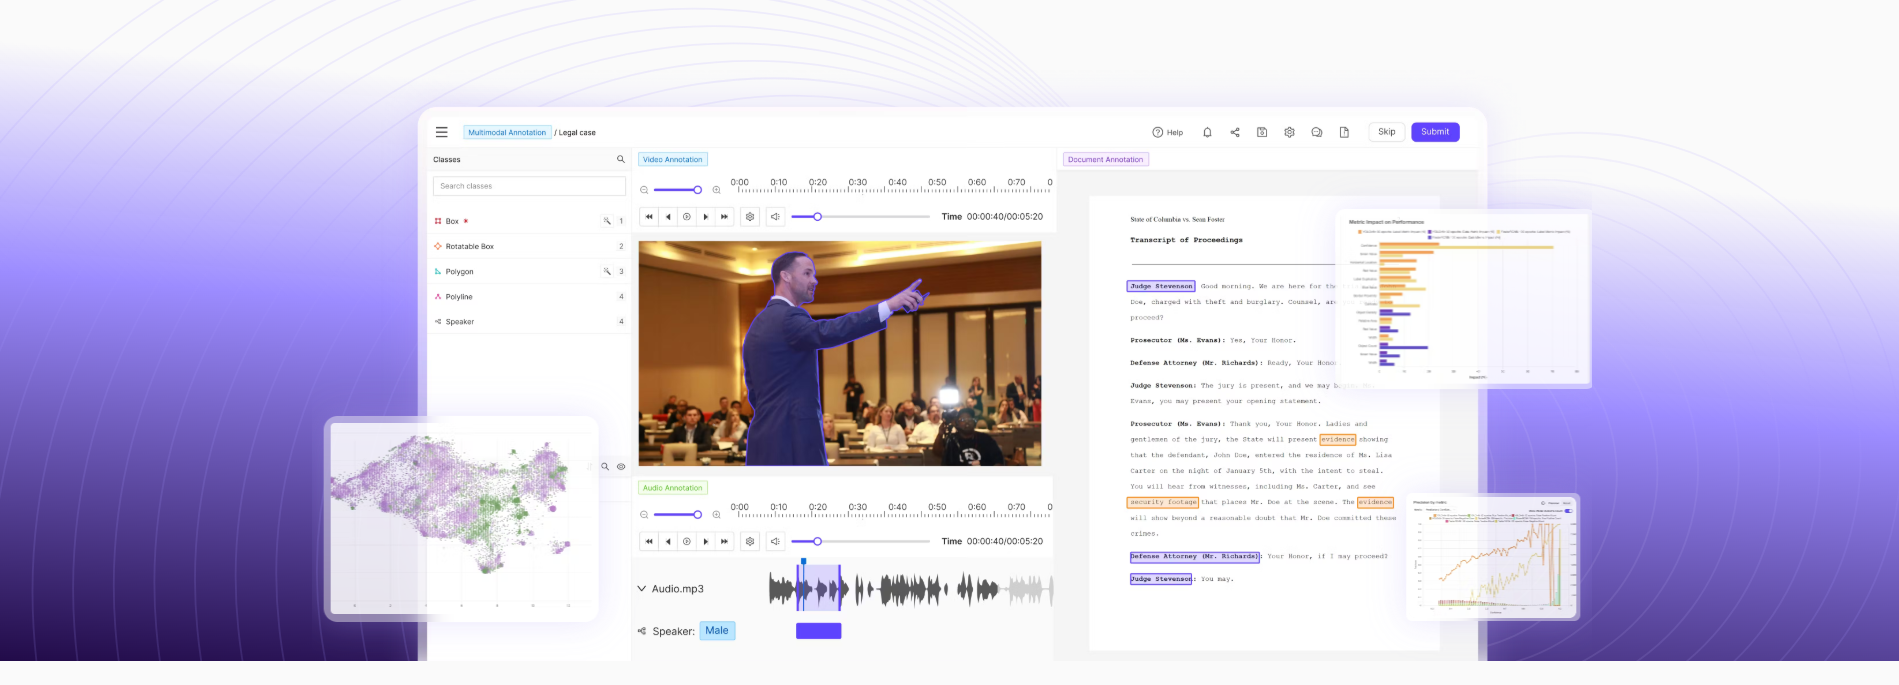 Multimodal Annotation / Legal case
Help
Skip
Submit
Classes
Search classes
Box *
1
Rotatable Box
2
Polygon
3
Polyline
4
Speaker
4
Video Annotation
0:00 0:10 0:20 0:30 0:40 0:50 0:60 0:70 0
Time 00:00:40/00:05:20
Audio Annotation
0:00 0:10 0:20 0:30 0:40 0:50 0:60 0:70 0
Time 00:00:40/00:05:20
Audio.mp3
Speaker: Male
Document Annotation
State of Columbia vs. Sean Foster
Transcript of Proceedings
Judge Stevenson Good morning. We are here for the
Doe, charged with theft and burglary. Counsel, are
proceed?
Prosecutor (Ms. Evans): Yes, Your Honor.
Defense Attorney (Mr. Richards): Ready, Your Honor
Judge Stevenson: The jury is present, and we may begin. Ms.
Evans, you may present your opening statement.
Prosecutor (Ms. Evans): Thank you, Your Honor. Ladies and
gentlemen of the jury, the State will present evidence showing
that the defendant, John Doe, entered the residence of Ms. Lisa
Carter on the night of January 5th, with the intent to steal.
You will hear from witnesses, including Ms. Carter, and see
security footage that places Mr. Doe at the scene. The evidence
will show beyond a reasonable doubt that Mr. Doe committed these
crimes.
Defense Attorney (Mr. Richards): Your Honor, if I may proceed?
Judge Stevenson: You may.
Metric Impact on Performance